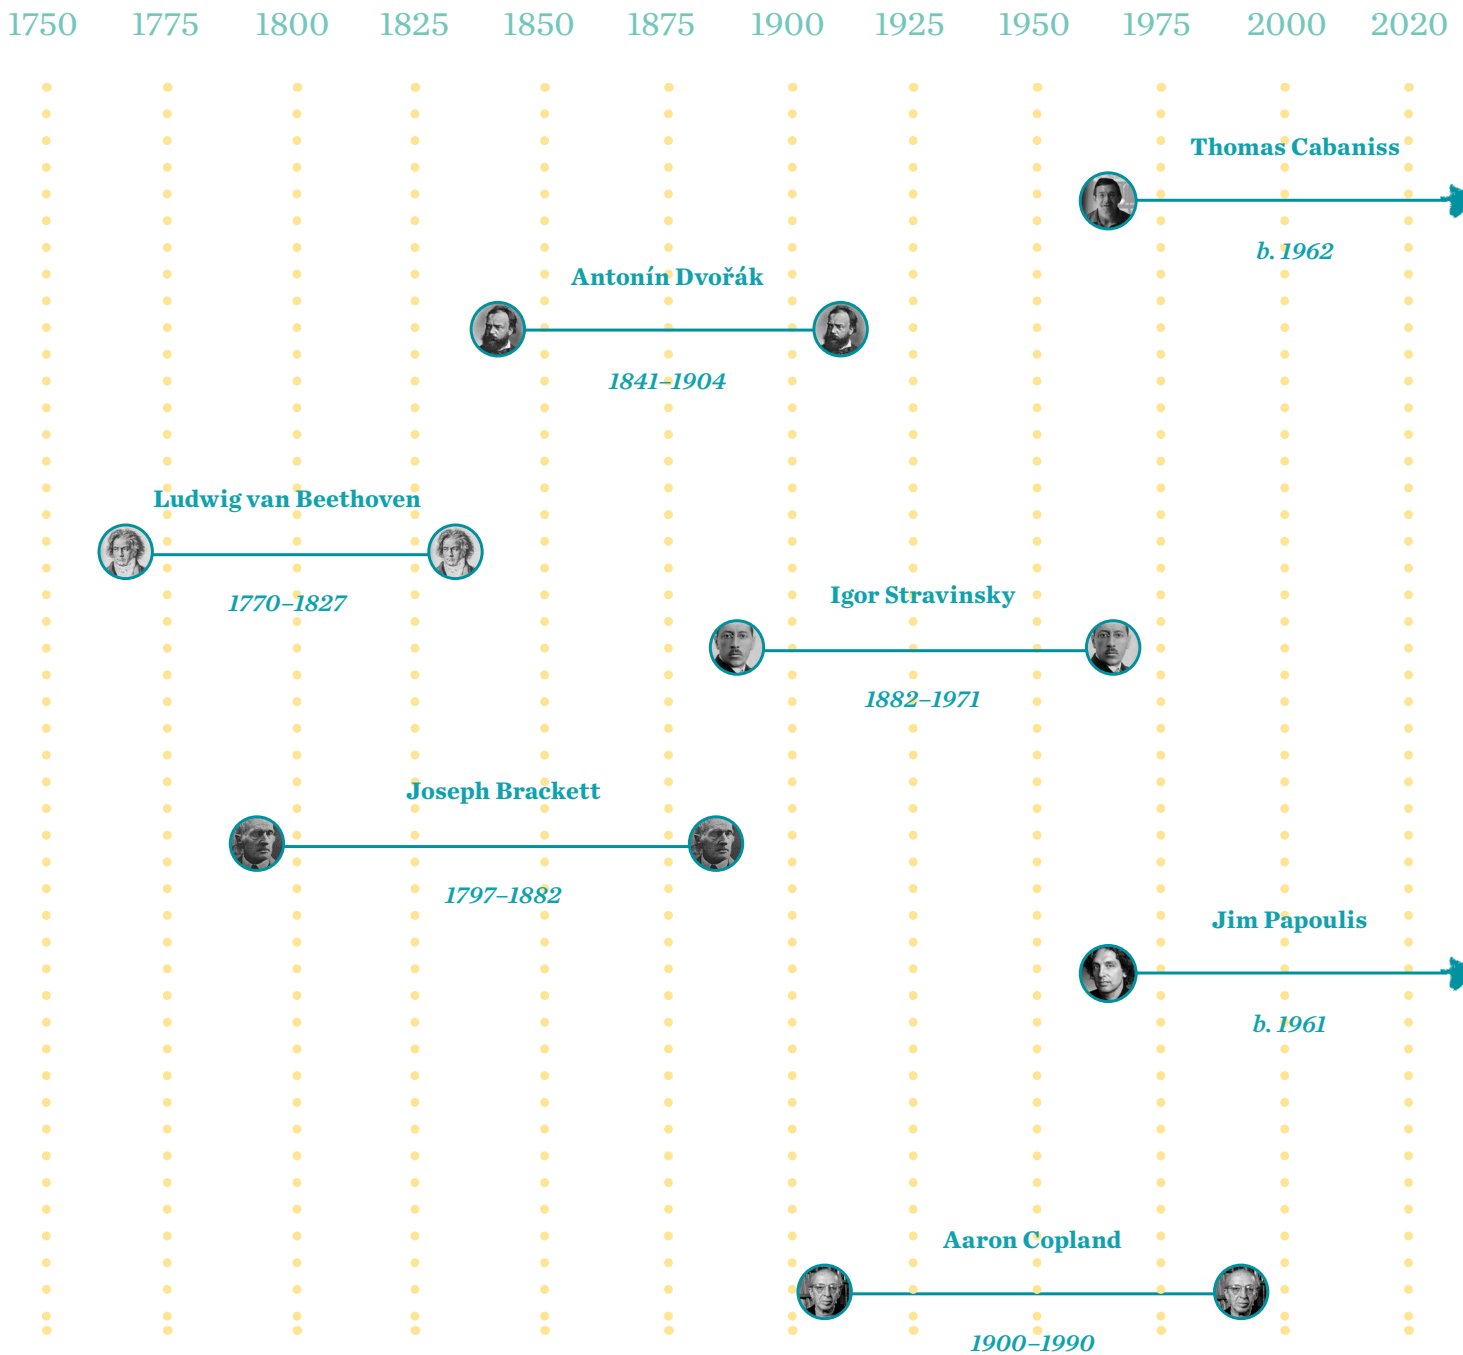 1750 1775 1800 1825 1850 1875 1900 1925 1950 1975 2000 2020
Thomas Cabaniss
b. 1962
Antonín Dvořák
1841–1904
Ludwig van Beethoven
1770–1827
Igor Stravinsky
1882–1971
Joseph Brackett
1797–1882
Jim Papoulis
b. 1961
Aaron Copland
1900–1990